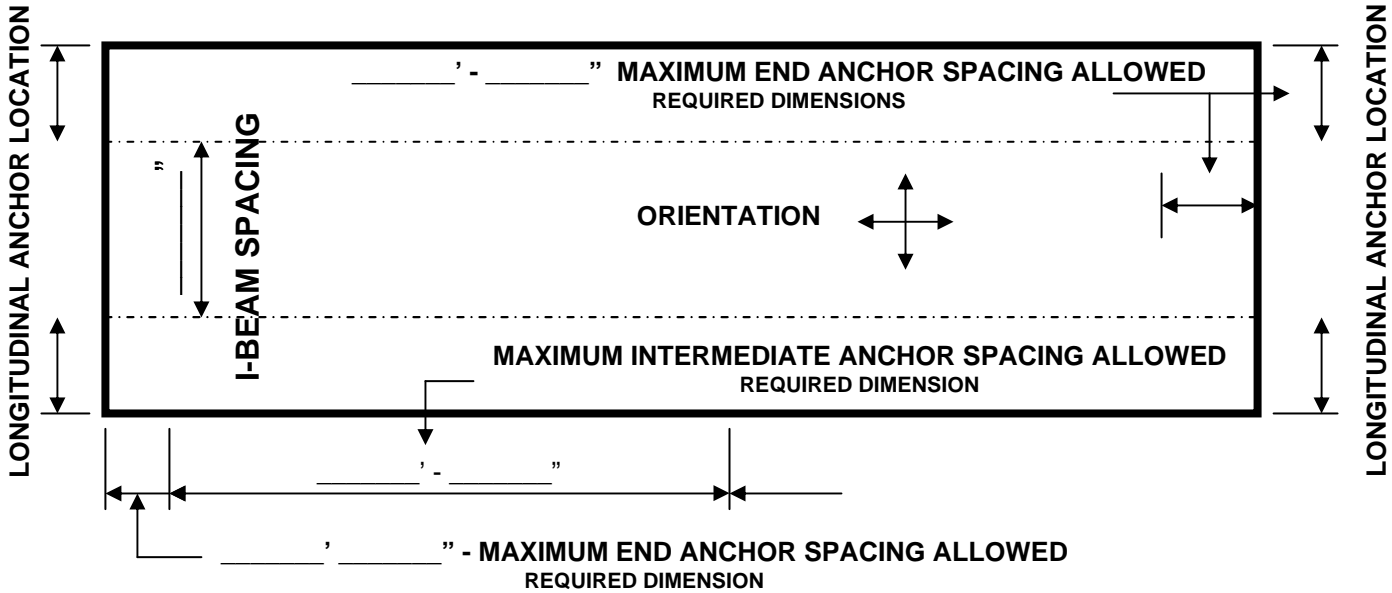 LONGITUDINAL ANCHOR LOCATION
_______' - _______" MAXIMUM END ANCHOR SPACING ALLOWED
REQUIRED DIMENSIONS
________"
I-BEAM SPACING
ORIENTATION
MAXIMUM INTERMEDIATE ANCHOR SPACING ALLOWED
REQUIRED DIMENSION
_______' - _______"
_______' _______" - MAXIMUM END ANCHOR SPACING ALLOWED
REQUIRED DIMENSION
LONGITUDINAL ANCHOR LOCATION